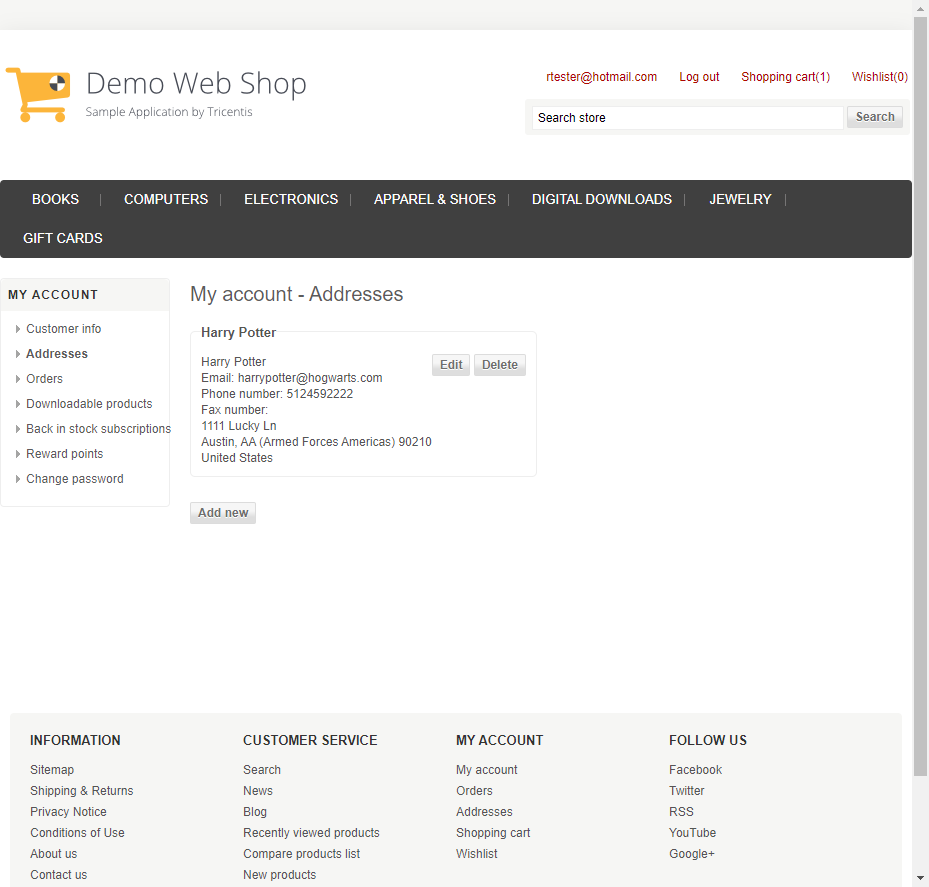 Demo Web Shop
Sample Application by Tricentis
rtester@hotmail.com Log out Shopping cart(1) Wishlist(0)
Search store Search
BOOKS | COMPUTERS | ELECTRONICS | APPAREL & SHOES | DIGITAL DOWNLOADS | JEWELRY |
GIFT CARDS
MY ACCOUNT
Customer info
Addresses
Orders
Downloadable products
Back in stock subscriptions
Reward points
Change password
My account - Addresses
Harry Potter
Harry Potter
Edit Delete
Email: harrypotter@hogwarts.com
Phone number: 5124592222
Fax number:
1111 Lucky Ln
Austin, AA (Armed Forces Americas) 90210
United States
Add new
INFORMATION
Sitemap
Shipping & Returns
Privacy Notice
Conditions of Use
About us
Contact us
CUSTOMER SERVICE
Search
News
Blog
Recently viewed products
Compare products list
New products
MY ACCOUNT
My account
Orders
Addresses
Shopping cart
Wishlist
FOLLOW US
Facebook
Twitter
RSS
YouTube
Google+